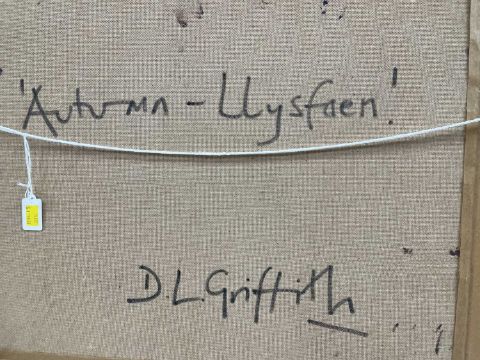 'Autumn - Llysfaen.'
D.L.Griffith